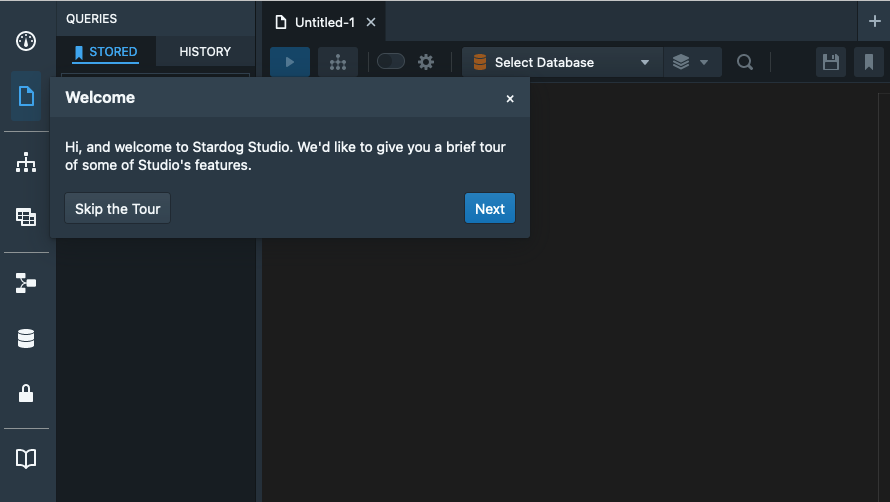 QUERIES
STORED
HISTORY
Untitled-1
Select Database
Welcome
Hi, and welcome to Stardog Studio. We'd like to give you a brief tour
of some of Studio's features.
Skip the Tour
Next